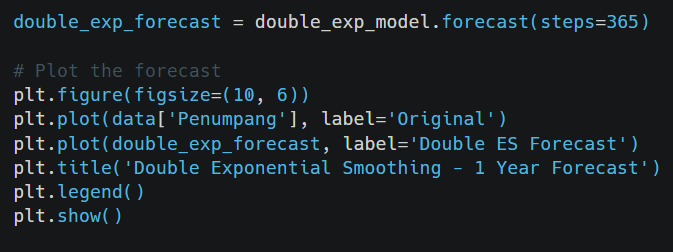 double_exp_forecast = double_exp_model.forecast(steps=365)
# Plot the forecast
plt.figure(figsize=(10, 6))
plt.plot(data['Penumpang'], label='Original')
plt.plot(double_exp_forecast, label='Double ES Forecast')
plt.title('Double Exponential Smoothing - 1 Year Forecast')
plt.legend()
plt.show()